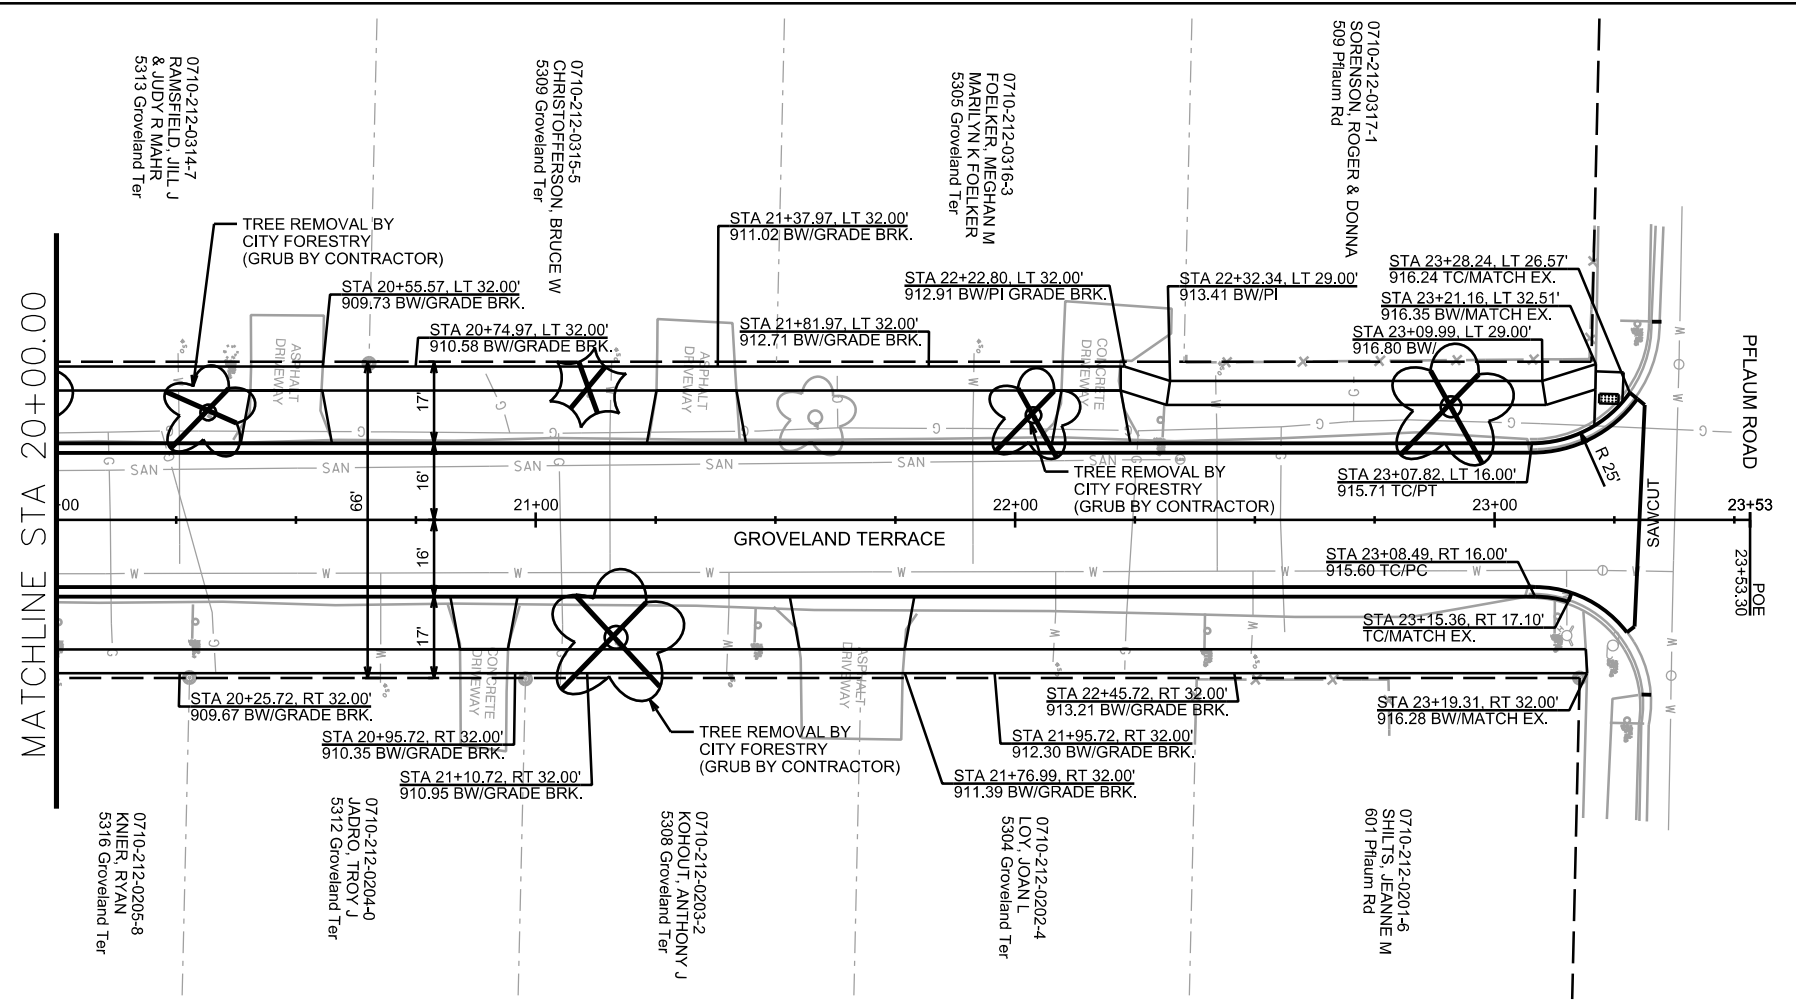 0710-212-0314-7
RAMSFIELD, JILL J
& JUDY R MAHR
5313 Groveland Ter
0710-212-0315-5
CHRISTOFFERSON, BRUCE W
5309 Groveland Ter
0710-212-0316-3
FOELKER, MEGHAN M
MARILYN K FOELKER
5305 Groveland Ter
0710-212-0317-1
SORENSON, ROGER & DONNA
509 Pflaum Rd
TREE REMOVAL BY
CITY FORESTRY
(GRUB BY CONTRACTOR)
STA 20+55.57, LT 32.00'
909.73 BW/GRADE BRK.
STA 20+74.97, LT 32.00'
910.58 BW/GRADE BRK.
STA 21+37.97, LT 32.00'
911.02 BW/GRADE BRK.
STA 21+81.97, LT 32.00'
912.71 BW/GRADE BRK.
STA 22+22.80, LT 32.00'
912.91 BW/PI GRADE BRK.
STA 22+32.34, LT 29.00'
913.41 BW/PI
STA 23+28.24, LT 26.57'
916.24 TC/MATCH EX.
STA 23+21.16, LT 32.51'
916.35 BW/MATCH EX.
STA 23+09.99, LT 29.00'
916.80 BW/
ASPHALT
DRIVEWAY
ASPHALT
DRIVEWAY
CONCRETE
DRIVEWAY
PFLAUM ROAD
MATCHLINE STA 20+00.00
17'
16'
66'
16'
17'
SAN
SAN
SAN
SAN
SAN
TREE REMOVAL BY
CITY FORESTRY
(GRUB BY CONTRACTOR)
STA 23+07.82, LT 16.00'
915.71 TC/PT
R 25'
SAWCUT
+00
21+00
22+00
23+00
23+53
GROVELAND TERRACE
POE
23+53.30
STA 23+08.49, RT 16.00'
915.60 TC/PC
STA 23+15.36, RT 17.10'
TC/MATCH EX.
CONCRETE
DRIVEWAY
ASPHALT
DRIVEWAY
STA 20+25.72, RT 32.00'
909.67 BW/GRADE BRK.
STA 20+95.72, RT 32.00'
910.35 BW/GRADE BRK.
STA 21+10.72, RT 32.00'
910.95 BW/GRADE BRK.
TREE REMOVAL BY
CITY FORESTRY
(GRUB BY CONTRACTOR)
STA 22+45.72, RT 32.00'
913.21 BW/GRADE BRK.
STA 21+95.72, RT 32.00'
912.30 BW/GRADE BRK.
STA 21+76.99, RT 32.00'
911.39 BW/GRADE BRK.
STA 23+19.31, RT 32.00'
916.28 BW/MATCH EX.
0710-212-0205-8
KNIER, RYAN
5316 Groveland Ter
0710-212-0204-0
JADRO, TROY J
5312 Groveland Ter
0710-212-0203-2
KOHOUT, ANTHONY J
5308 Groveland Ter
0710-212-0202-4
LOY, JOAN L
5304 Groveland Ter
0710-212-0201-6
SHILTS, JEANNE M
601 Pflaum Rd